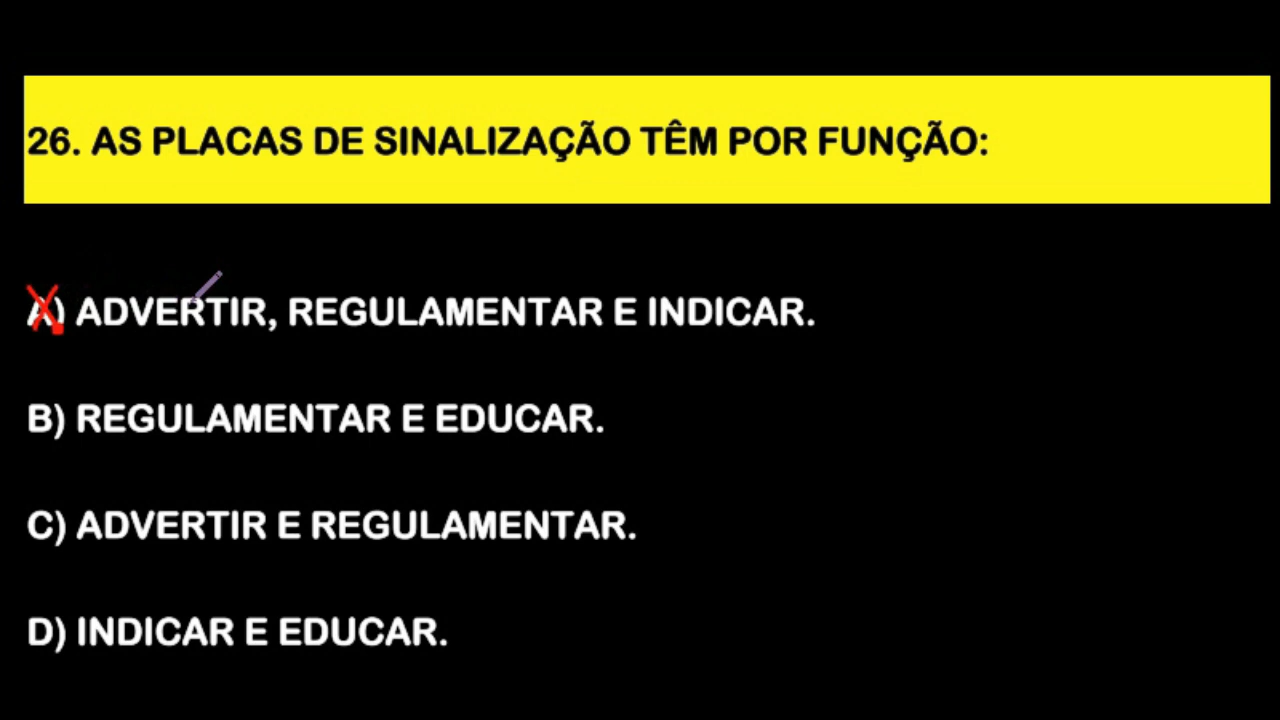 26. AS PLACAS DE SINALIZAÇÃO TÊM POR FUNÇÃO:
A) ADVERTIR, REGULAMENTAR E INDICAR.
B) REGULAMENTAR E EDUCAR.
C) ADVERTIR E REGULAMENTAR.
D) INDICAR E EDUCAR.